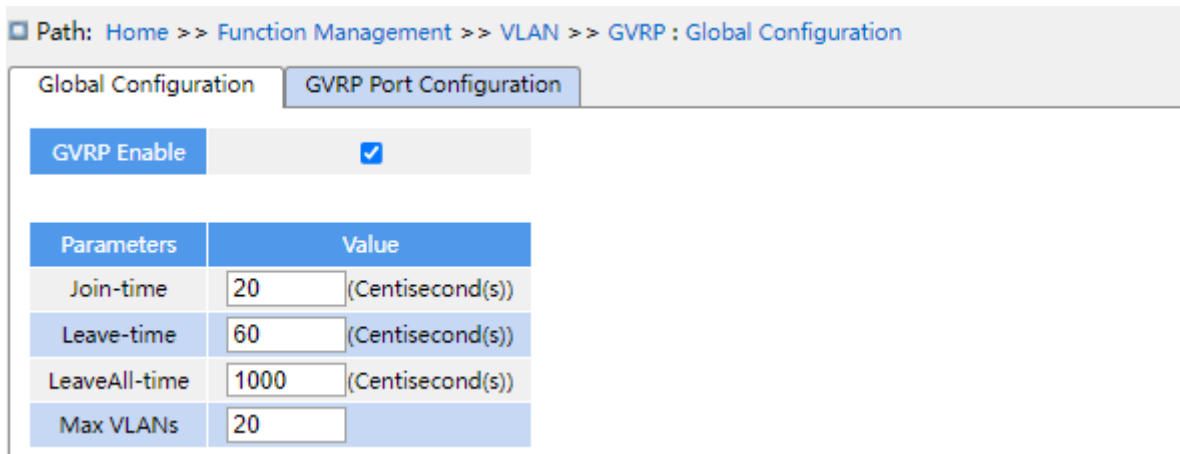 Path: Home >> Function Management >> VLAN >> GVRP : Global Configuration
Global Configuration GVRP Port Configuration
GVRP Enable
Parameters Value
Join-time 20 (Centisecond(s))
Leave-time 60 (Centisecond(s))
LeaveAll-time 1000 (Centisecond(s))
Max VLANs 20